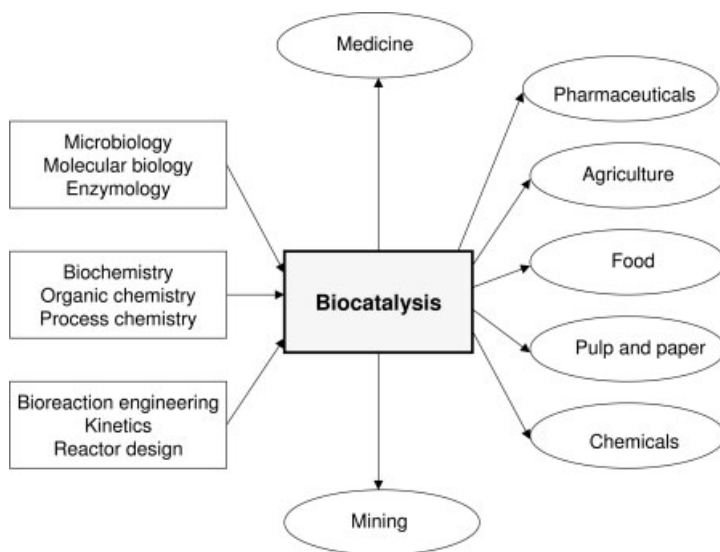 Medicine
Pharmaceuticals
Microbiology
Molecular biology
Enzymology
Agriculture
Biochemistry
Organic chemistry
Process chemistry
Biocatalysis
Food
Pulp and paper
Bioreaction engineering
Kinetics
Reactor design
Chemicals
Mining